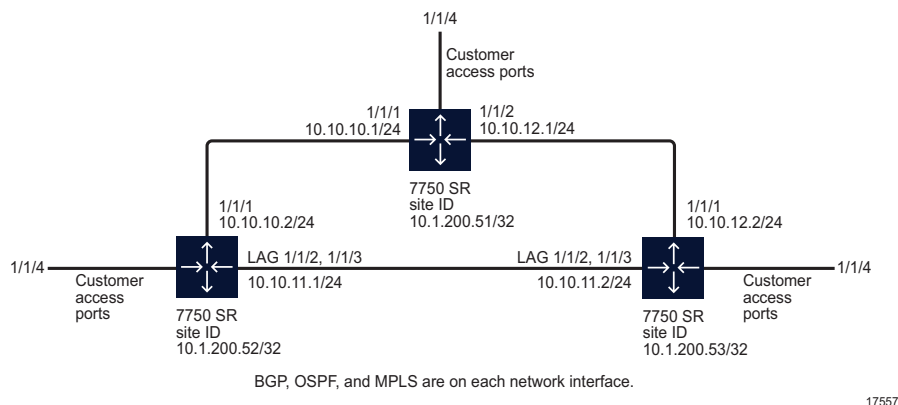 1/1/4
Customer
access ports
1/1/1
10.10.10.1/24
1/1/2
10.10.12.1/24
7750 SR
site ID
10.1.200.51/32
1/1/1
10.10.10.2/24
1/1/1
10.10.12.2/24
1/1/4
Customer
access
ports
LAG 1/1/2, 1/1/3
10.10.11.1/24
LAG 1/1/2, 1/1/3
10.10.11.2/24
1/1/4
Customer
access
ports
7750 SR
site ID
10.1.200.52/32
7750 SR
site ID
10.1.200.53/32
BGP, OSPF, and MPLS are on each network interface.
17557